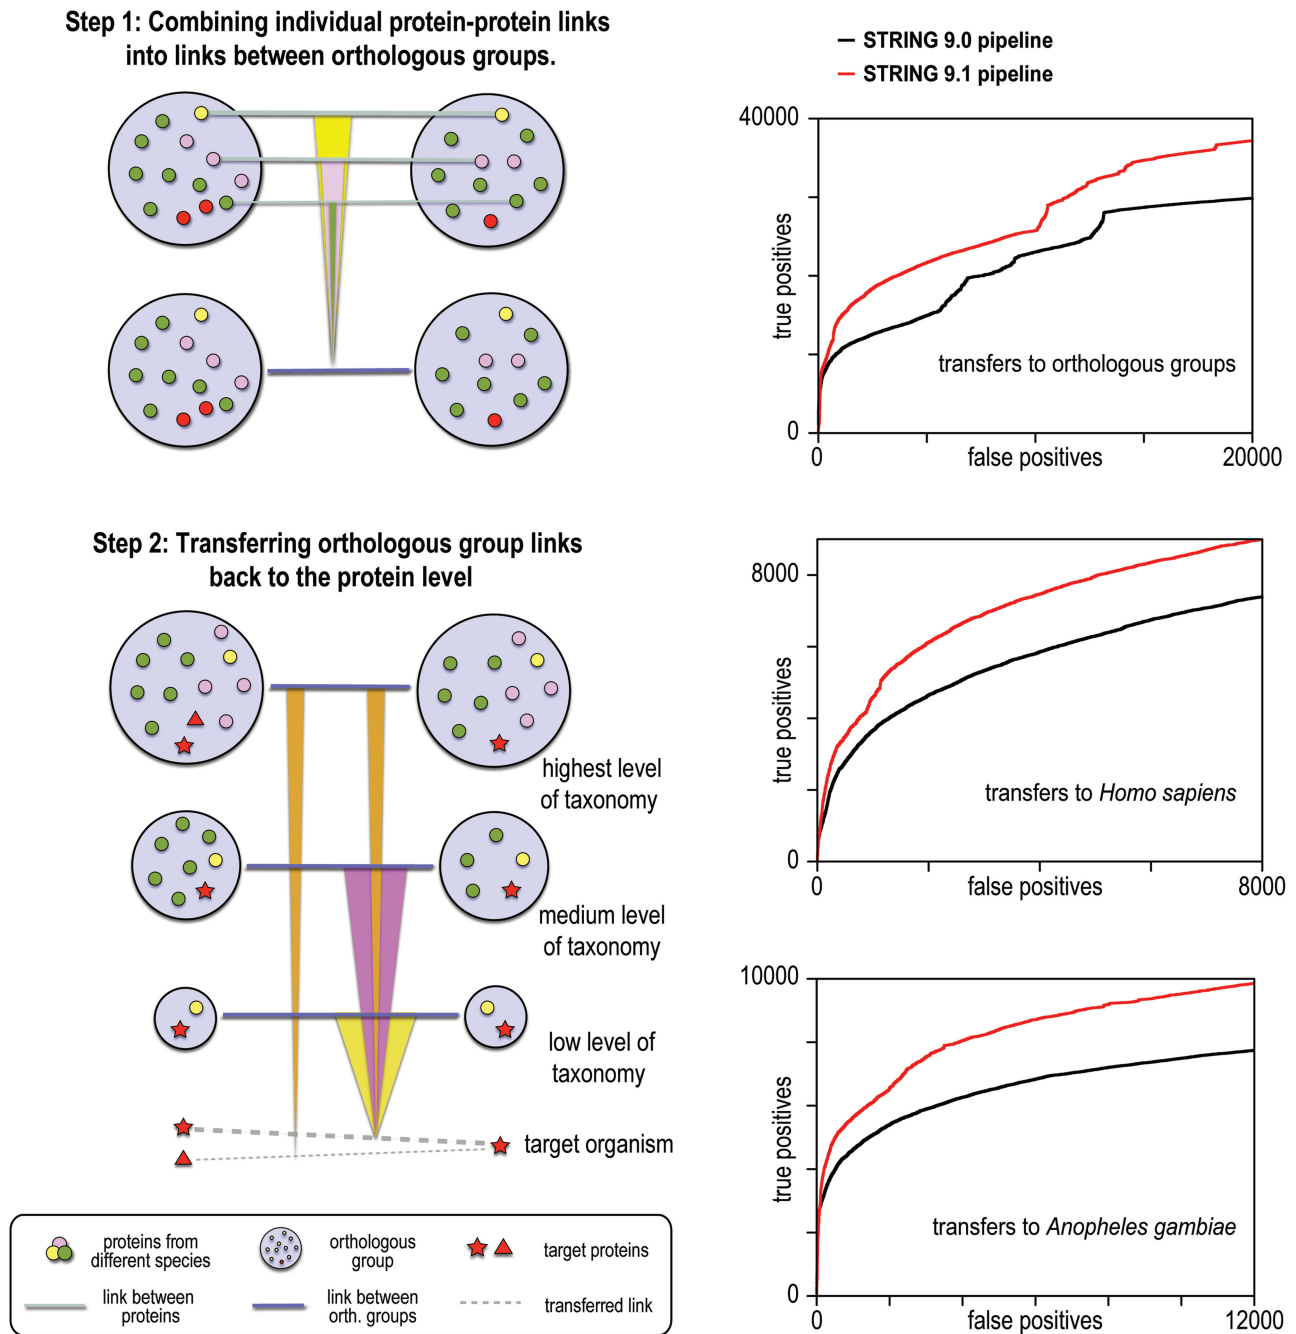 Step 1: Combining individual protein-protein links
into links between orthologous groups.
STRING 9.0 pipeline
STRING 9.1 pipeline
40000
true positives
0
transfers to orthologous groups
0
false positives
20000
Step 2: Transferring orthologous group links
back to the protein level
highest level
of taxonomy
medium level
of taxonomy
low level of
taxonomy
target organism
8000
true positives
0
transfers to Homo sapiens
0
false positives
8000
10000
true positives
0
transfers to Anopheles gambiae
0
false positives
12000
proteins from
different species
orthologous
group
target proteins
link between
proteins
link between
orth. groups
transferred link